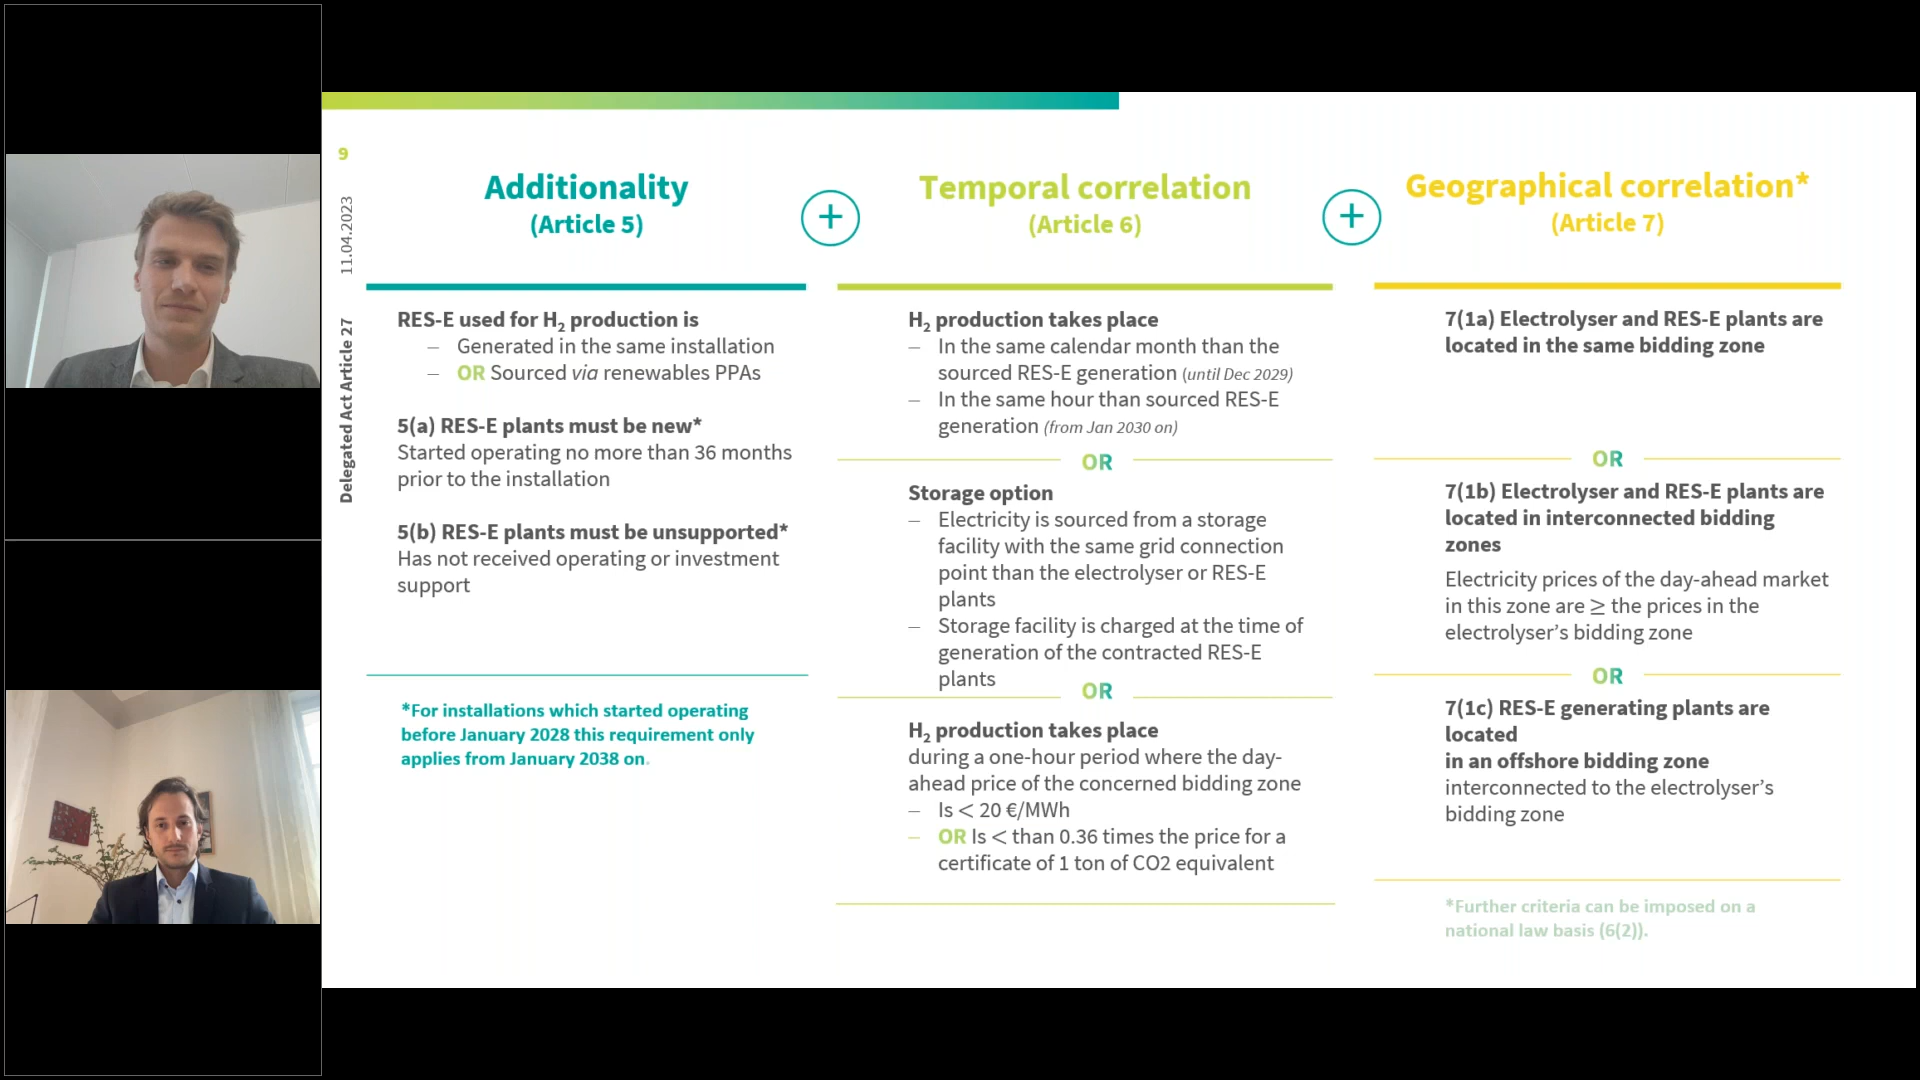 9
11.04.2023
Delegated Act Article 27
Additionality
(Article 5)
+
Temporal correlation
(Article 6)
+
Geographical correlation*
(Article 7)
RES-E used for H2 production is
– Generated in the same installation
– OR Sourced via renewables PPAs
5(a) RES-E plants must be new*
Started operating no more than 36 months
prior to the installation
5(b) RES-E plants must be unsupported*
Has not received operating or investment
support
*For installations which started operating
before January 2028 this requirement only
applies from January 2038 on.
H2 production takes place
– In the same calendar month than the
sourced RES-E generation (until Dec 2029)
– In the same hour than sourced RES-E
generation (from Jan 2030 on)
OR
Storage option
– Electricity is sourced from a storage
facility with the same grid connection
point than the electrolyser or RES-E
plants
– Storage facility is charged at the time of
generation of the contracted RES-E
plants
OR
H2 production takes place
during a one-hour period where the day-
ahead price of the concerned bidding zone
– Is < 20 €/MWh
– OR Is < than 0.36 times the price for a
certificate of 1 ton of CO2 equivalent
7(1a) Electrolyser and RES-E plants are
located in the same bidding zone
OR
7(1b) Electrolyser and RES-E plants are
located in interconnected bidding
zones
Electricity prices of the day-ahead market
in this zone are ≥ the prices in the
electrolyser's bidding zone
OR
7(1c) RES-E generating plants are
located
in an offshore bidding zone
interconnected to the electrolyser's
bidding zone
*Further criteria can be imposed on a
national law basis (6(2)).